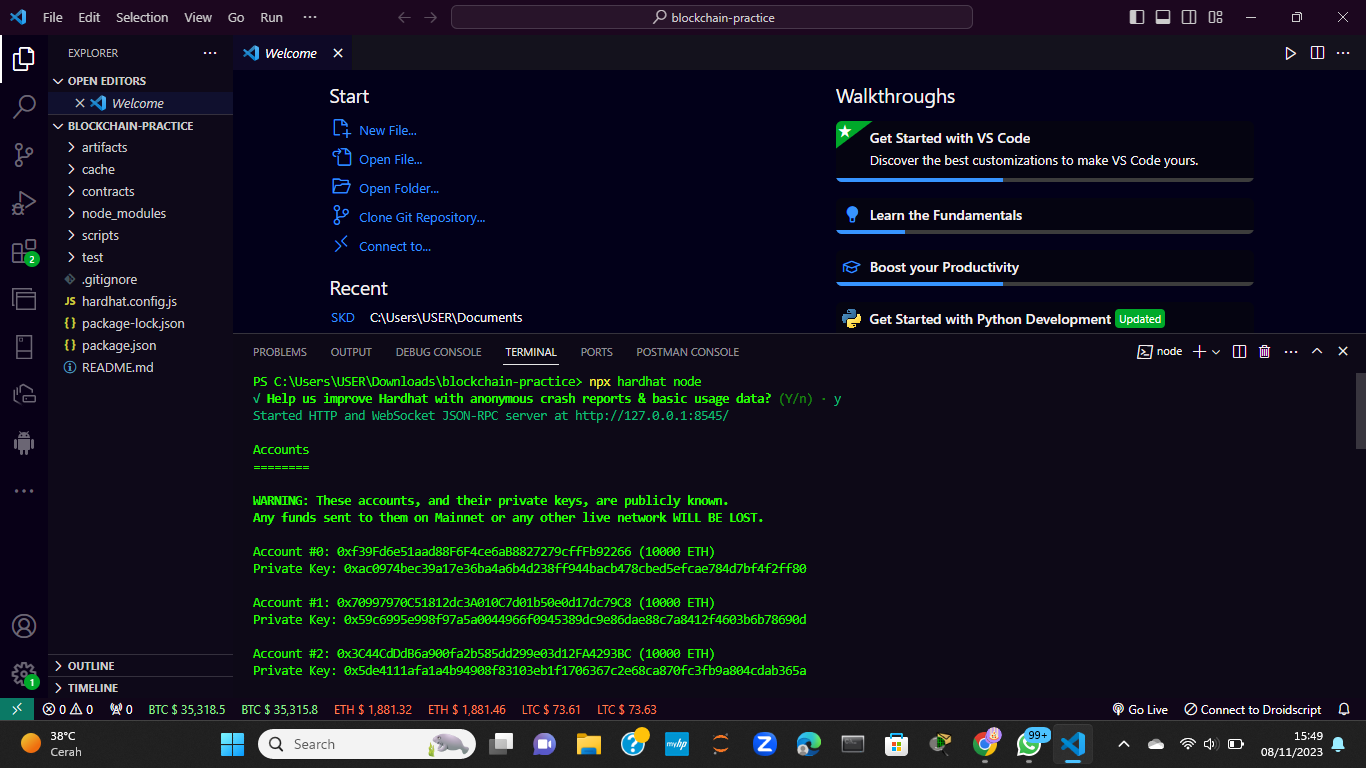 File Edit Selection View Go Run ···
blockchain-practice
EXPLORER ···
OPEN EDITORS
Welcome
BLOCKCHAIN-PRACTICE
artifacts
cache
contracts
node_modules
scripts
test
.gitignore
JS hardhat.config.js
{} package-lock.json
{} package.json
README.md
OUTLINE
TIMELINE
2
1
Welcome
Start
New File...
Open File...
Open Folder...
Clone Git Repository...
Connect to...
Recent
SKD C:\Users\USER\Documents
Walkthroughs
Get Started with VS Code
Discover the best customizations to make VS Code yours.
Learn the Fundamentals
Boost your Productivity
Get Started with Python Development Updated
PROBLEMS OUTPUT DEBUG CONSOLE TERMINAL PORTS POSTMAN CONSOLE
node
PS C:\Users\USER\Downloads\blockchain-practice> npx hardhat node
√ Help us improve Hardhat with anonymous crash reports & basic usage data? (Y/n) · y
Started HTTP and WebSocket JSON-RPC server at http://127.0.0.1:8545/
Accounts
========
WARNING: These accounts, and their private keys, are publicly known.
Any funds sent to them on Mainnet or any other live network WILL BE LOST.
Account #0: 0xf39Fd6e51aad88F6F4ce6aB8827279cffFb92266 (10000 ETH)
Private Key: 0xac0974bec39a17e36ba4a6b4d238ff944bacb478cbed5efcae784d7bf4f2ff80
Account #1: 0x70997970C51812dc3A010C7d01b50e0d17dc79C8 (10000 ETH)
Private Key: 0x59c6995e998f97a5a0044966f0945389dc9e86dae88c7a8412f4603b6b78690d
Account #2: 0x3C44CdDdB6a900fa2b585dd299e03d12FA4293BC (10000 ETH)
Private Key: 0x5de4111afa1a4b94908f83103eb1f1706367c2e68ca870fc3fb9a804cdab365a
0 0 0 BTC $ 35,318.5 BTC $ 35,315.8 ETH $ 1,881.32 ETH $ 1,881.46 LTC $ 73.61 LTC $ 73.63
Go Live Connect to Droidscript
38°C
Cerah
Search
myhp
99+
15:49
08/11/2023